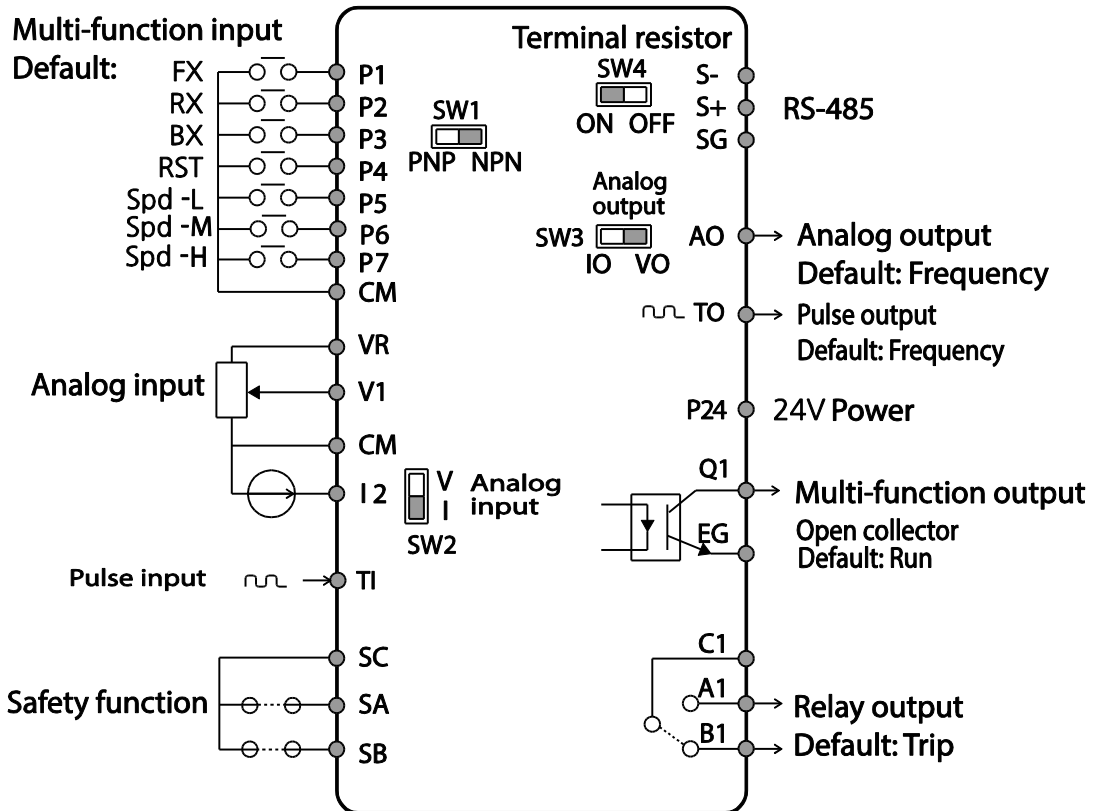 Multi-function input
Default:
FX
RX
BX
RST
Spd -L
Spd -M
Spd -H
P1
P2
P3
P4
P5
P6
P7
CM
SW1
PNP NPN
Analog input
VR
V1
CM
I 2
V
I
Analog
input
SW2
Pulse input
TI
Safety function
SC
SA
SB
Terminal resistor
SW4
ON OFF
S-
S+
SG
RS-485
Analog
output
SW3
IO VO
AO
Analog output
Default: Frequency
TO
Pulse output
Default: Frequency
P24
24V Power
Q1
EG
Multi-function output
Open collector
Default: Run
C1
A1
B1
Relay output
Default: Trip